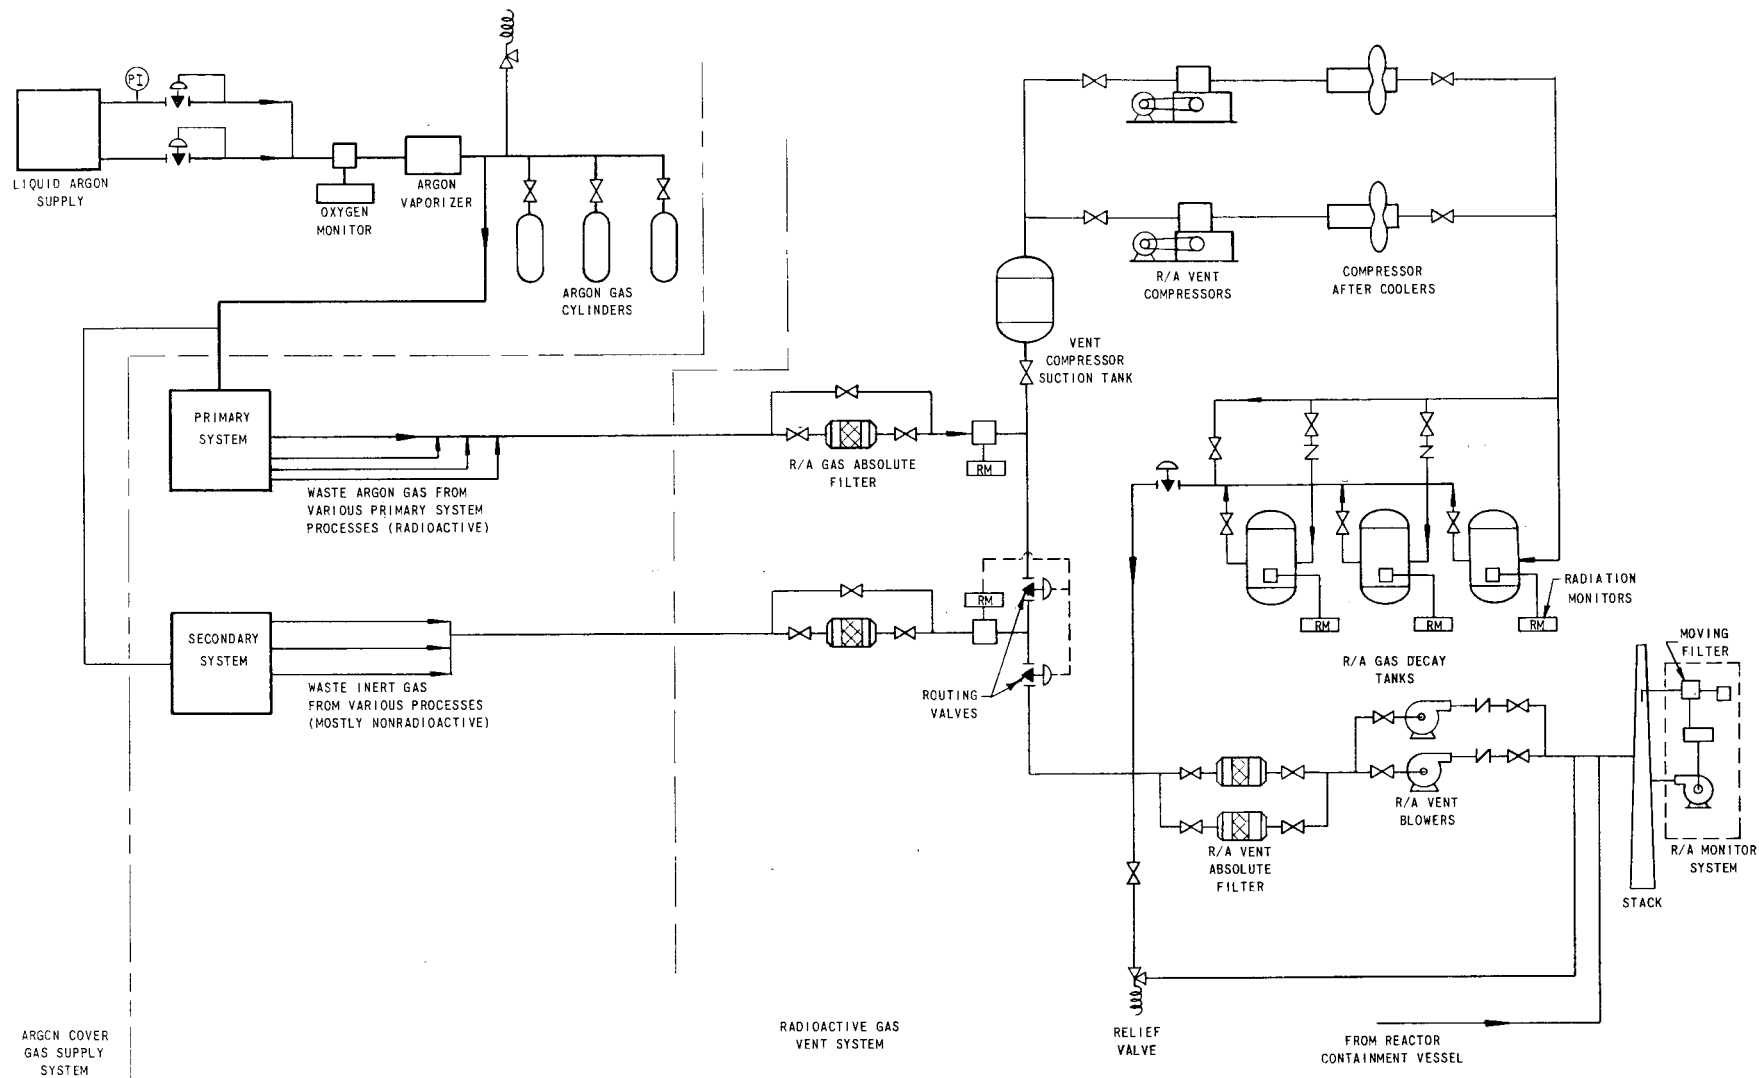 PI
LIQUID ARGON
SUPPLY
OXYGEN
MONITOR
ARGON
VAPORIZER
ARGON GAS
CYLINDERS
R/A VENT
COMPRESSORS
COMPRESSOR
AFTER COOLERS
VENT
COMPRESSOR
SUCTION TANK
PRIMARY
SYSTEM
WASTE ARGON GAS FROM
VARIOUS PRIMARY SYSTEM
PROCESSES (RADIOACTIVE)
R/A GAS ABSOLUTE
FILTER
RM
SECONDARY
SYSTEM
WASTE INERT GAS
FROM VARIOUS PROCESSES
(MOSTLY NONRADIOACTIVE)
RM
ROUTING
VALVES
RADIATION
MONITORS
RM
RM
RM
R/A GAS DECAY
TANKS
MOVING
FILTER
R/A VENT
BLOWERS
R/A VENT
ABSOLUTE
FILTER
R/A MONITOR
SYSTEM
STACK
RELIEF
VALVE
FROM REACTOR
CONTAINMENT VESSEL
RADIOACTIVE GAS
VENT SYSTEM
ARGCN COVER
GAS SUPPLY
SYSTEM